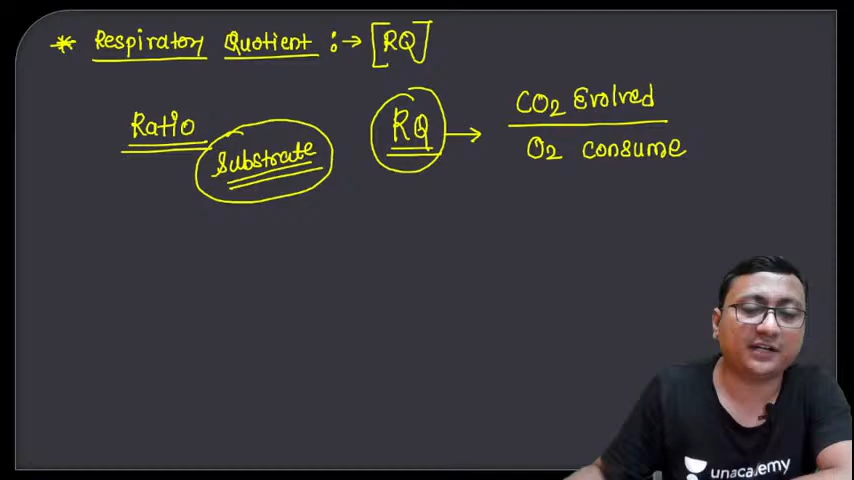 * Respiratory Quotient :→ [RQ]
Ratio
Substrate
RQ → CO2 Evolved
O2 consume
unacademy